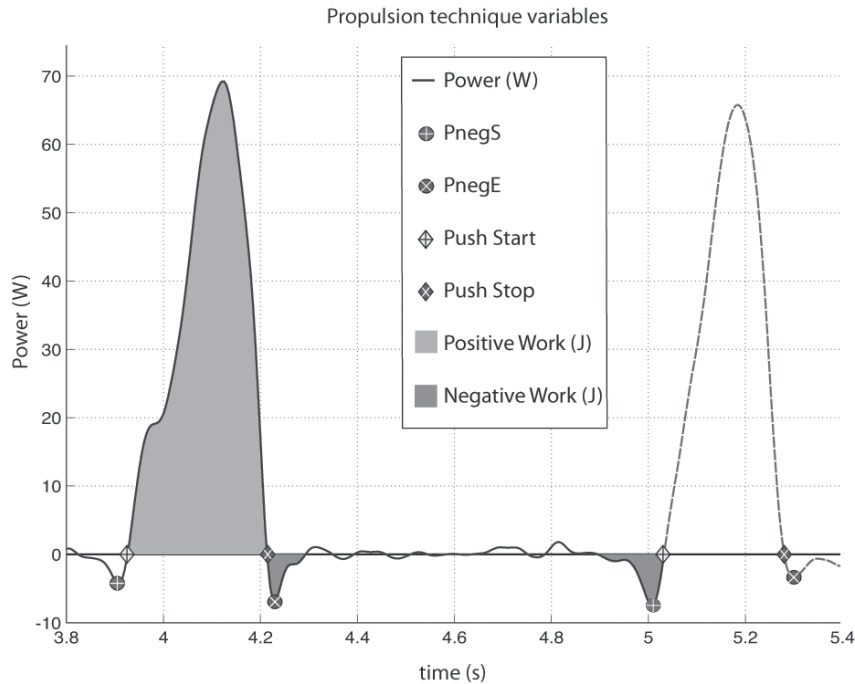 Propulsion technique variables
Power (W)
PnegS
PnegE
Push Start
Push Stop
Positive Work (J)
Negative Work (J)
Power (W)
70
60
50
40
30
20
10
0
-10
3.8 4 4.2 4.4 4.6 4.8 5 5.2 5.4
time (s)